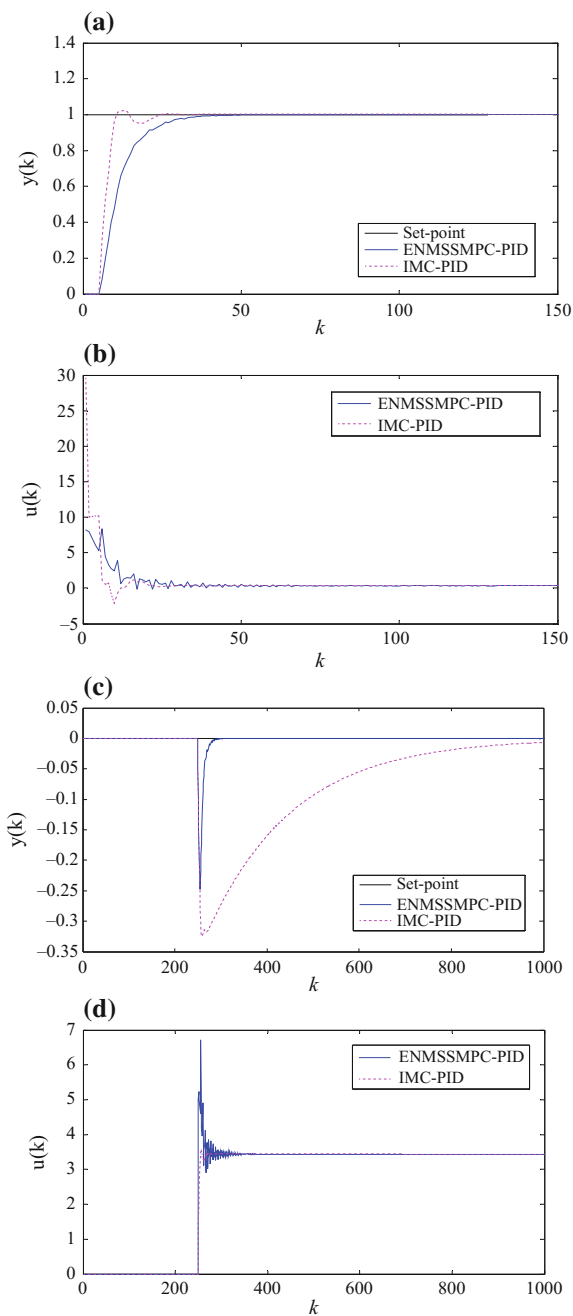 (a)
1.4
1.2
1
0.8
0.6
0.4
0.2
0
y(k)
Set-point
ENMSSMPC-PID
IMC-PID
0 50 100 150
k
(b)
30
25
20
15
10
5
0
−5
u(k)
ENMSSMPC-PID
IMC-PID
0 50 100 150
k
(c)
0.05
0
−0.05
−0.1
−0.15
−0.2
−0.25
−0.3
−0.35
y(k)
Set-point
ENMSSMPC-PID
IMC-PID
0 200 400 600 800 1000
k
(d)
7
6
5
4
3
2
1
0
u(k)
ENMSSMPC-PID
IMC-PID
0 200 400 600 800 1000
k